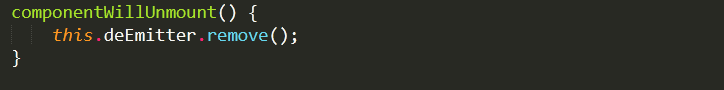 componentWillUnmount() {
    this.deEmitter.remove();
}